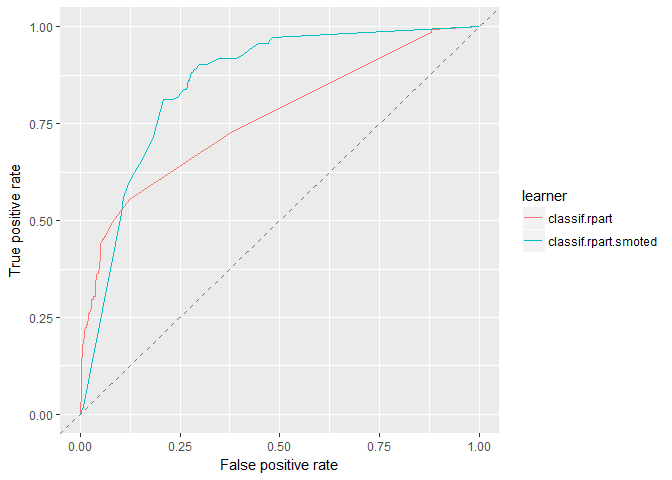 1.00
0.75
0.50
0.25
0.00
True positive rate
0.00 0.25 0.50 0.75 1.00
False positive rate
learner
classif.rpart
classif.rpart.smoted